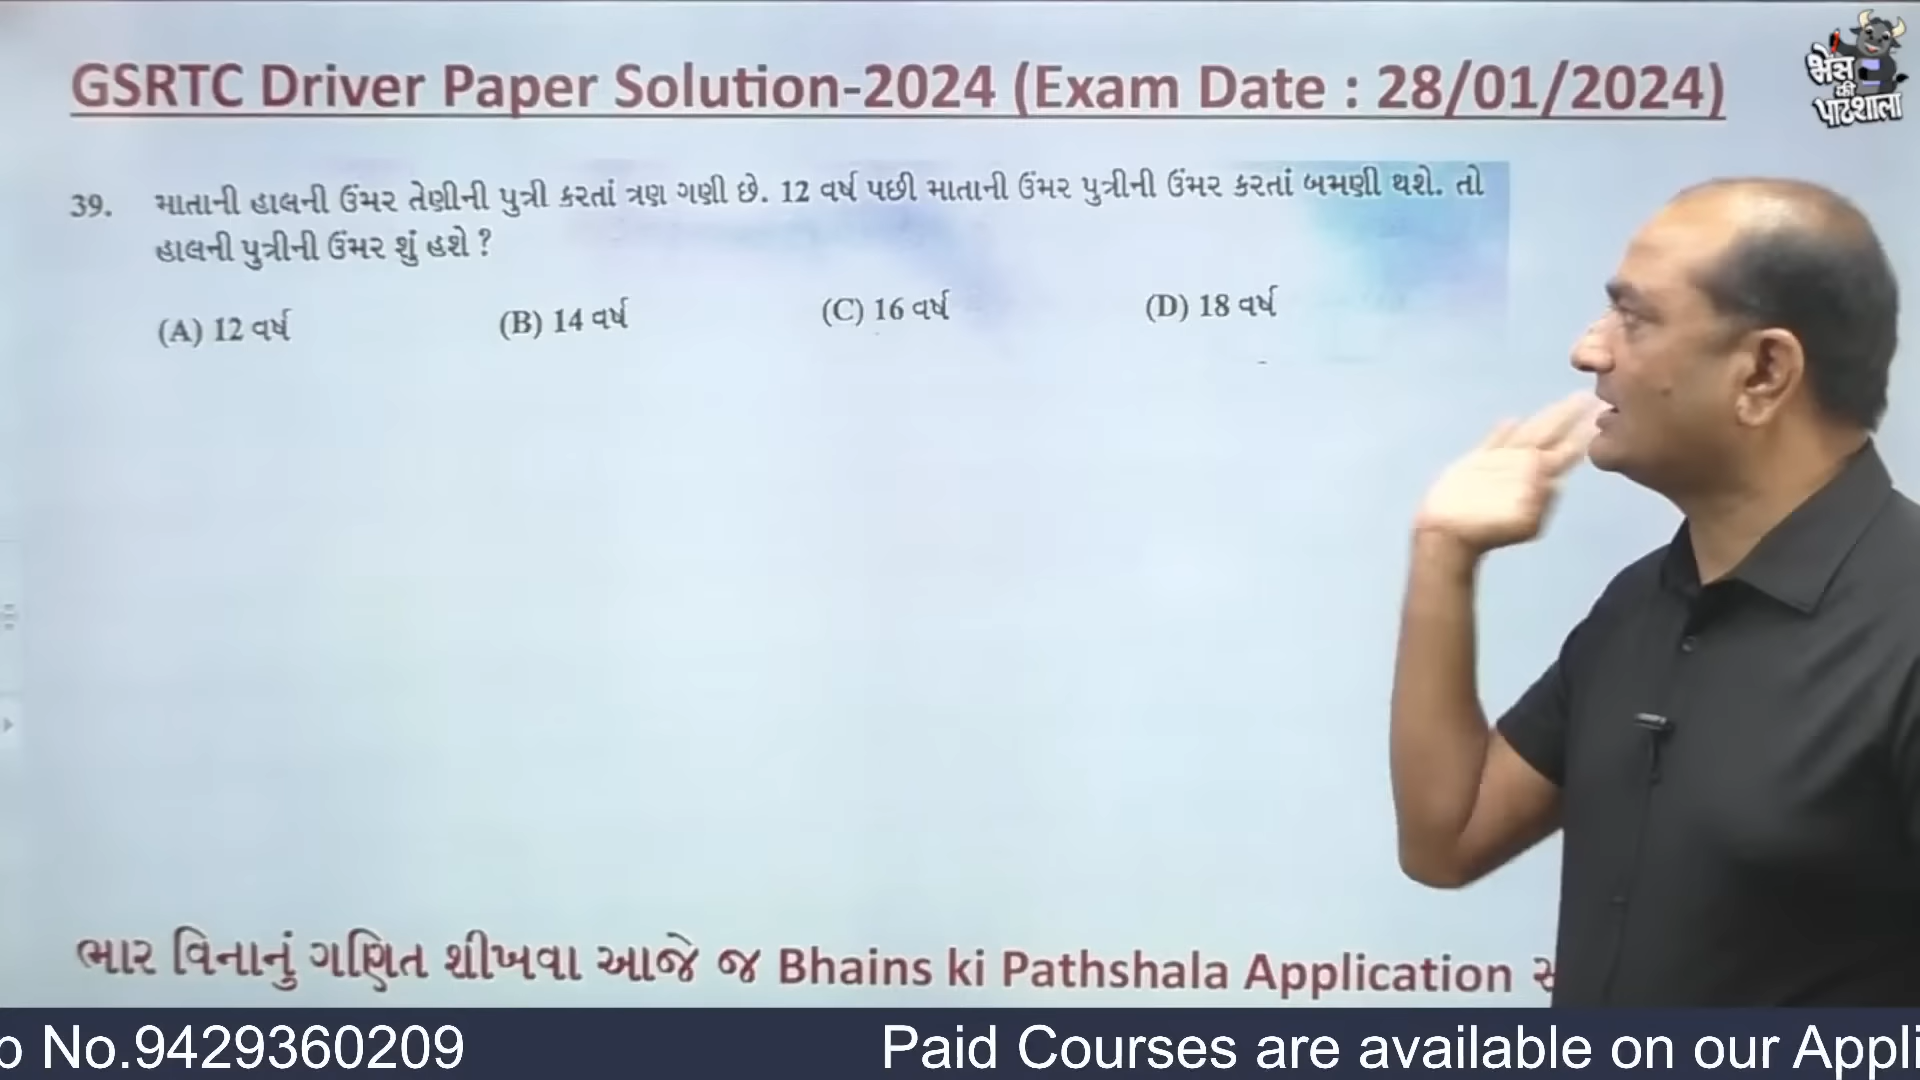 GSRTC Driver Paper Solution-2024 (Exam Date : 28/01/2024)
भैंस
की
पाठशाला
39. માતાની હાલની ઉંમર તેણીની પુત્રી કરતાં ત્રણ ગણી છે. 12 વર્ષ પછી માતાની ઉંમર પુત્રીની ઉંમર કરતાં બમણી થશે. તો
હાલની પુત્રીની ઉંમર શું હશે ?
(A) 12 વર્ષ (B) 14 વર્ષ (C) 16 વર્ષ (D) 18 વર્ષ
ભાર વિનાનું ગણિત શીખવા આજે જ Bhains ki Pathshala Application
No.9429360209 Paid Courses are available on our Appli